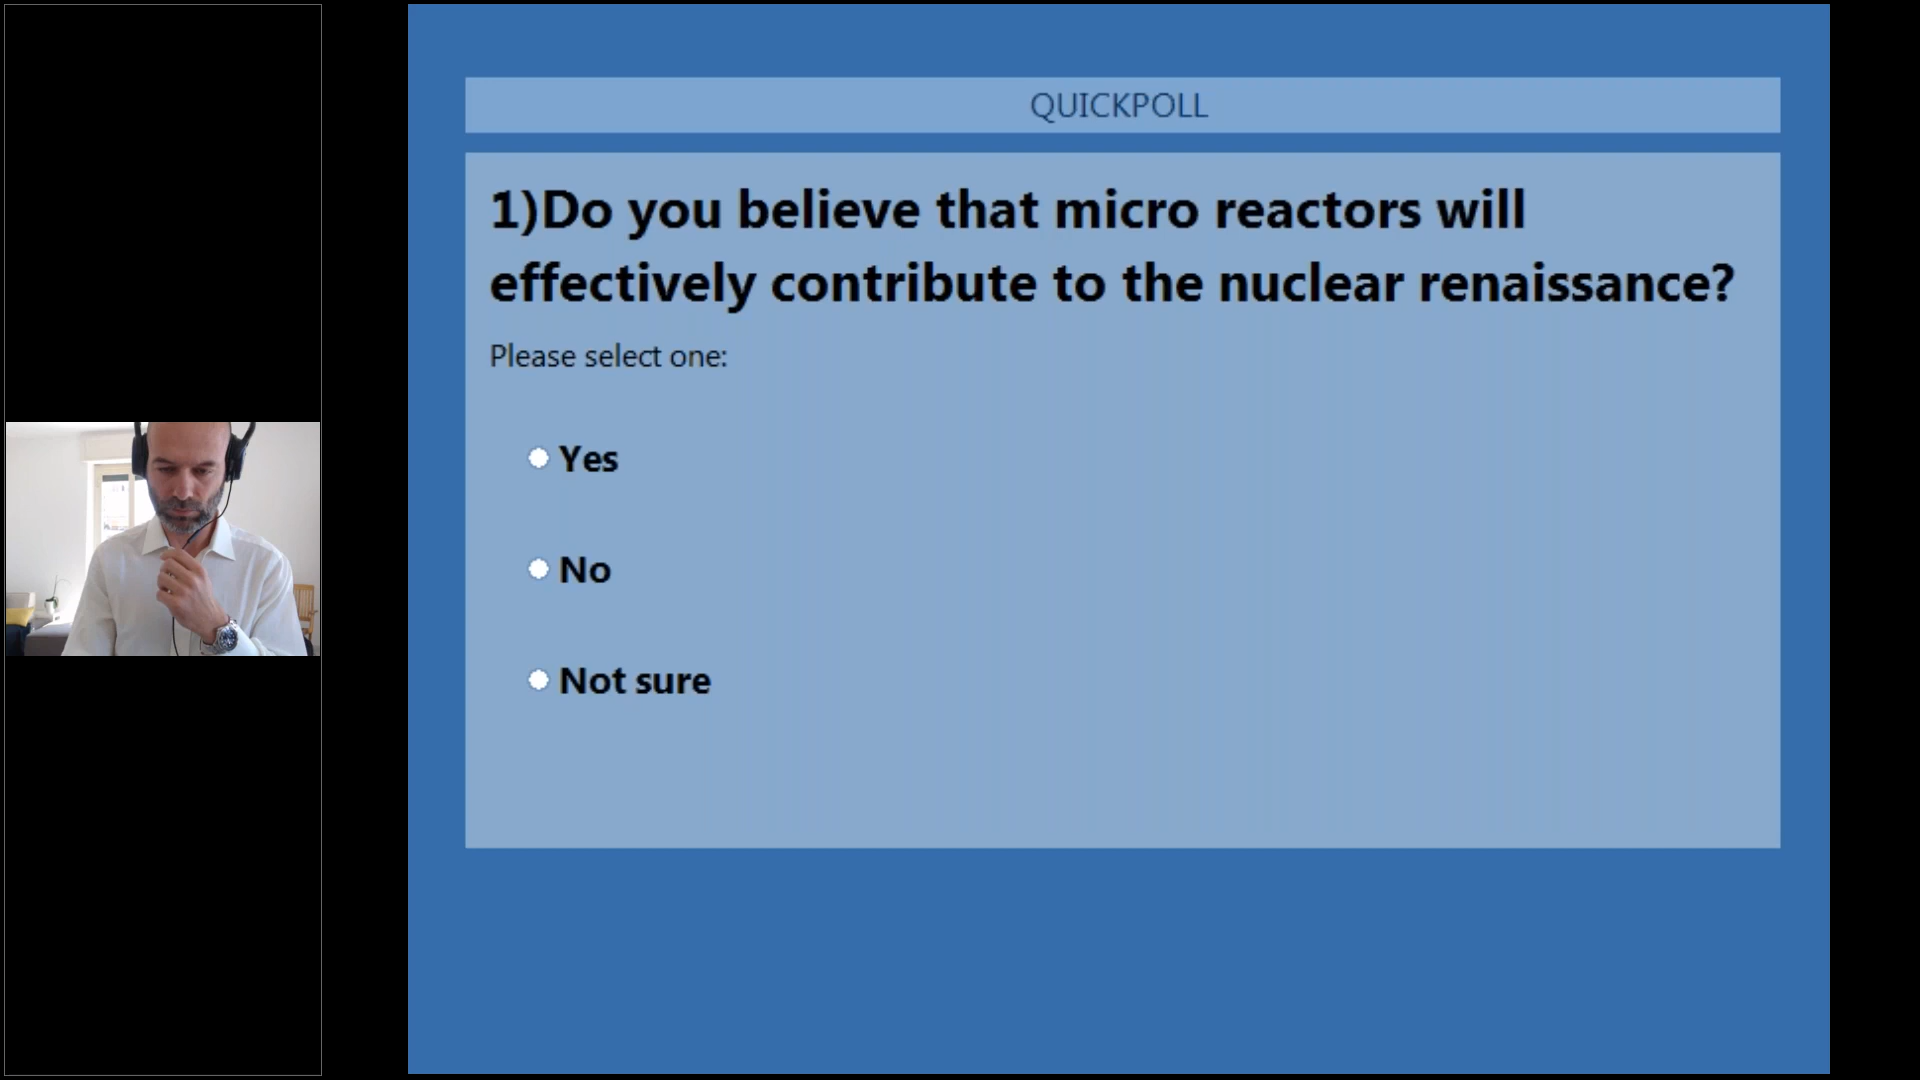 QUICKPOLL
1)Do you believe that micro reactors will
effectively contribute to the nuclear renaissance?
Please select one:
Yes
No
Not sure